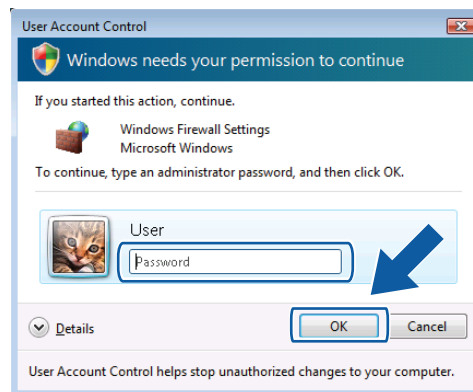 User Account Control
Windows needs your permission to continue
If you started this action, continue.
Windows Firewall Settings
Microsoft Windows
To continue, type an administrator password, and then click OK.
User
Password
Details
OK
Cancel
User Account Control helps stop unauthorized changes to your computer.